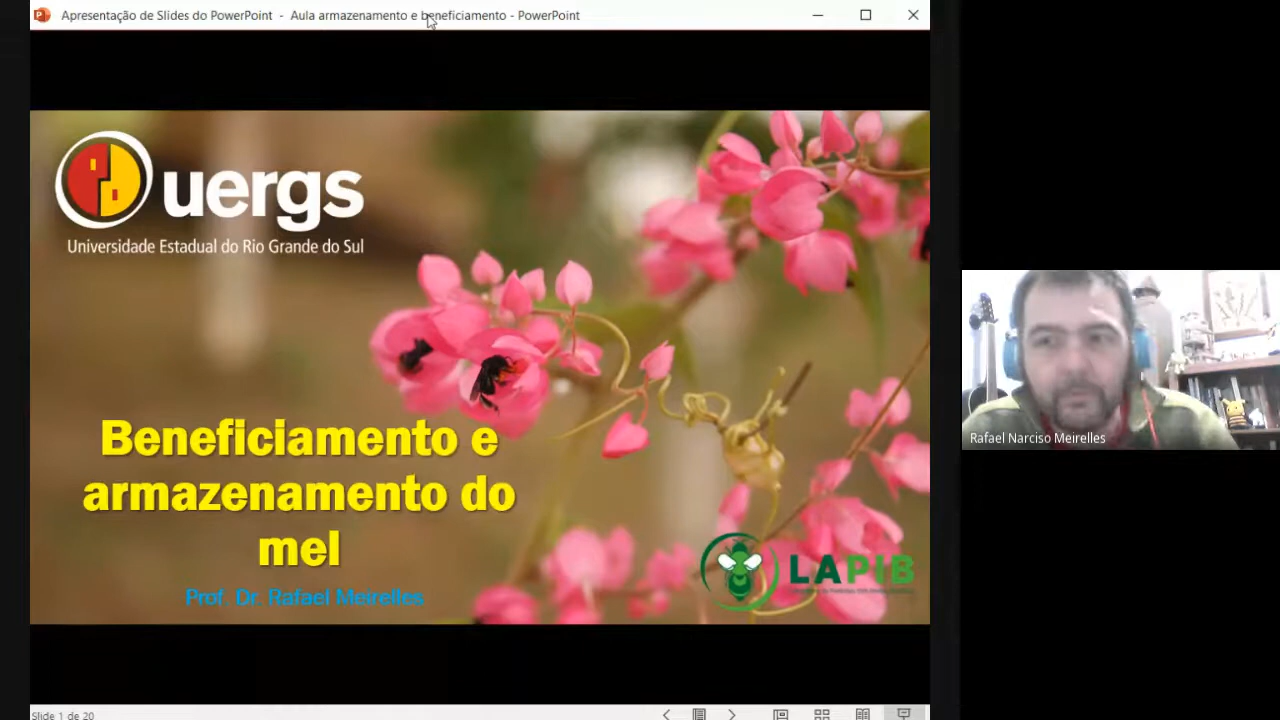 Apresentação de Slides do PowerPoint - Aula armazenamento e beneficiamento - PowerPoint
uergs
Universidade Estadual do Rio Grande do Sul
Beneficiamento e
armazenamento do
mel
Prof. Dr. Rafael Meirelles
LAPIB
Rafael Narciso Meirelles
Slide 1 de 20